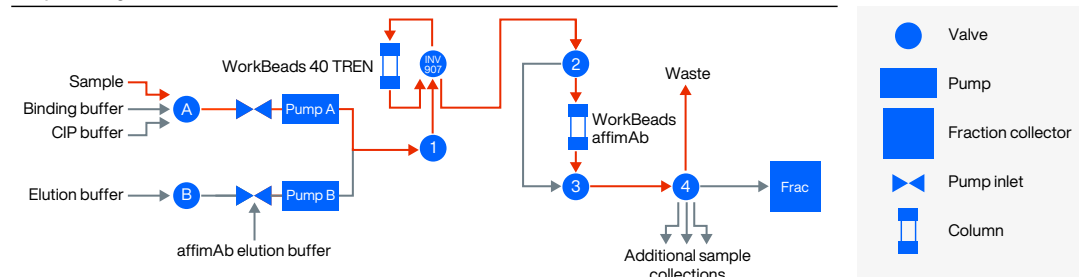 Sample
Binding buffer
CIP buffer
A
Pump A
Elution buffer
B
Pump B
affimAb elution buffer
WorkBeads 40 TREN
INV
907
1
2
WorkBeads
affimAb
3
Waste
4
Frac
Additional sample
collections
Valve
Pump
Fraction collector
Pump inlet
Column